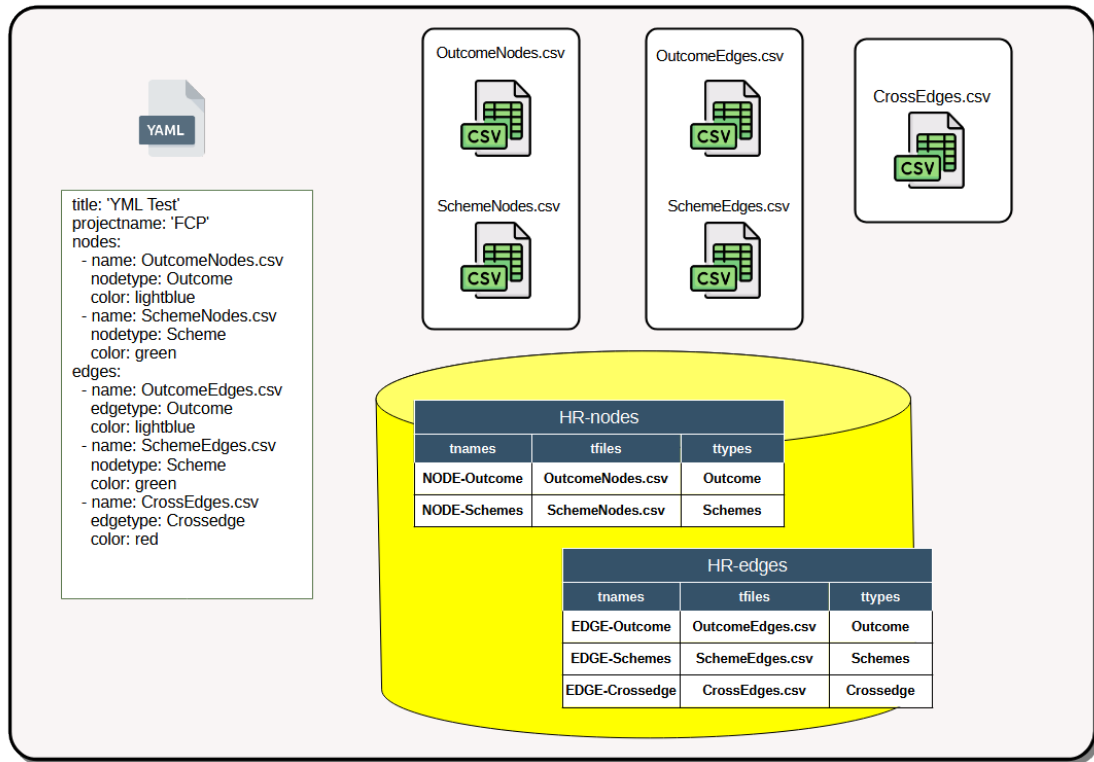 YAML
title: 'YML Test'
projectname: 'FCP'
nodes:
- name: OutcomeNodes.csv
nodetype: Outcome
color: lightblue
- name: SchemeNodes.csv
nodetype: Scheme
color: green
edges:
- name: OutcomeEdges.csv
edgetype: Outcome
color: lightblue
- name: SchemeEdges.csv
nodetype: Scheme
color: green
- name: CrossEdges.csv
edgetype: Crossedge
color: red
OutcomeNodes.csv
CSV
SchemeNodes.csv
CSV
OutcomeEdges.csv
CSV
SchemeEdges.csv
CSV
CrossEdges.csv
CSV
HR-nodes
tnames tfiles ttypes
NODE-Outcome OutcomeNodes.csv Outcome
NODE-Schemes SchemeNodes.csv Schemes
HR-edges
tnames tfiles ttypes
EDGE-Outcome OutcomeEdges.csv Outcome
EDGE-Schemes SchemeEdges.csv Schemes
EDGE-Crossedge CrossEdges.csv Crossedge